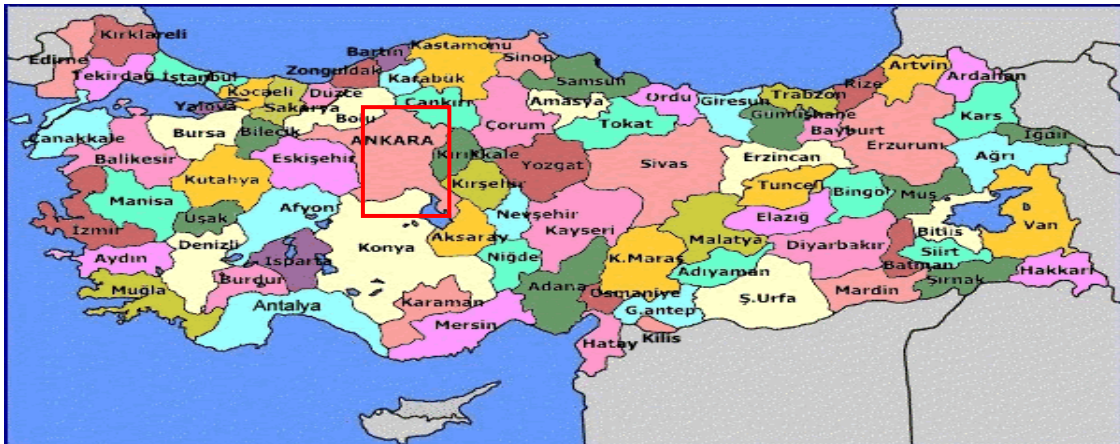 Kırklareli
Edirne
Tekirdağ
İstanbul
Kocaeli
Yalova
Sakarya
Düzce
Zonguldak
Bartın
Karabük
Kastamonu
Sinop
Samsun
Bolu
Çankırı
Çorum
Amasya
Tokat
Ordu
Giresun
Trabzon
Rize
Artvin
Ardahan
Gümüşhane
Bayburt
Kars
Iğdır
Erzurum
Ağrı
Çanakkale
Bursa
Bilecik
Balikesir
Eskişehir
ANKARA
Kırıkkale
Yozgat
Sivas
Erzincan
Kutahya
Kırşehir
Tunceli
Bingöl
Muş
Van
Manisa
Uşak
Afyon
Nevşehir
Kayseri
Malatya
Elazığ
Bitlis
İzmir
Denizli
Konya
Aksaray
Diyarbakır
Siirt
Aydın
Isparta
Niğde
K.Maraş
Adıyaman
Batman
Hakkari
Burdur
Muğla
Karaman
Adana
Osmaniye
Mardin
Şırnak
Antalya
Mersin
G.antep
Ş.Urfa
Hatay
Kilis